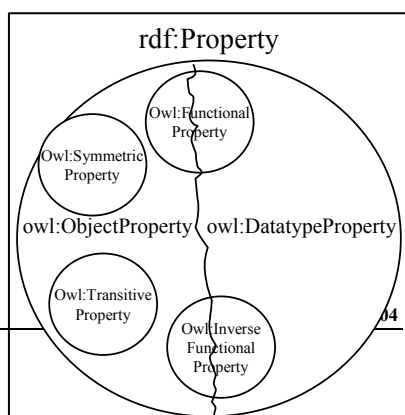 rdf:Property
Owl:Functional
Property
Owl:Symmetric
Property
owl:ObjectProperty
owl:DatatypeProperty
Owl:Transitive
Property
Owl:Inverse
Functional
Property
04